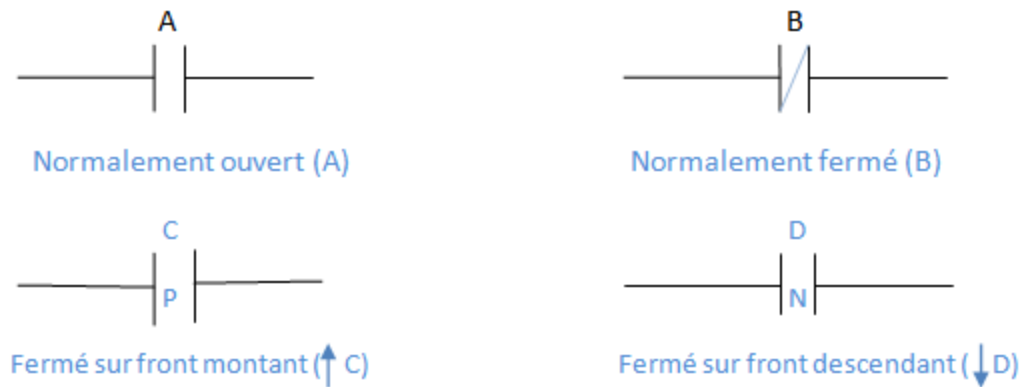 A
B
Normalement ouvert (A)
Normalement fermé (B)
C
D
P
N
Fermé sur front montant (↑ C)
Fermé sur front descendant (↓D)